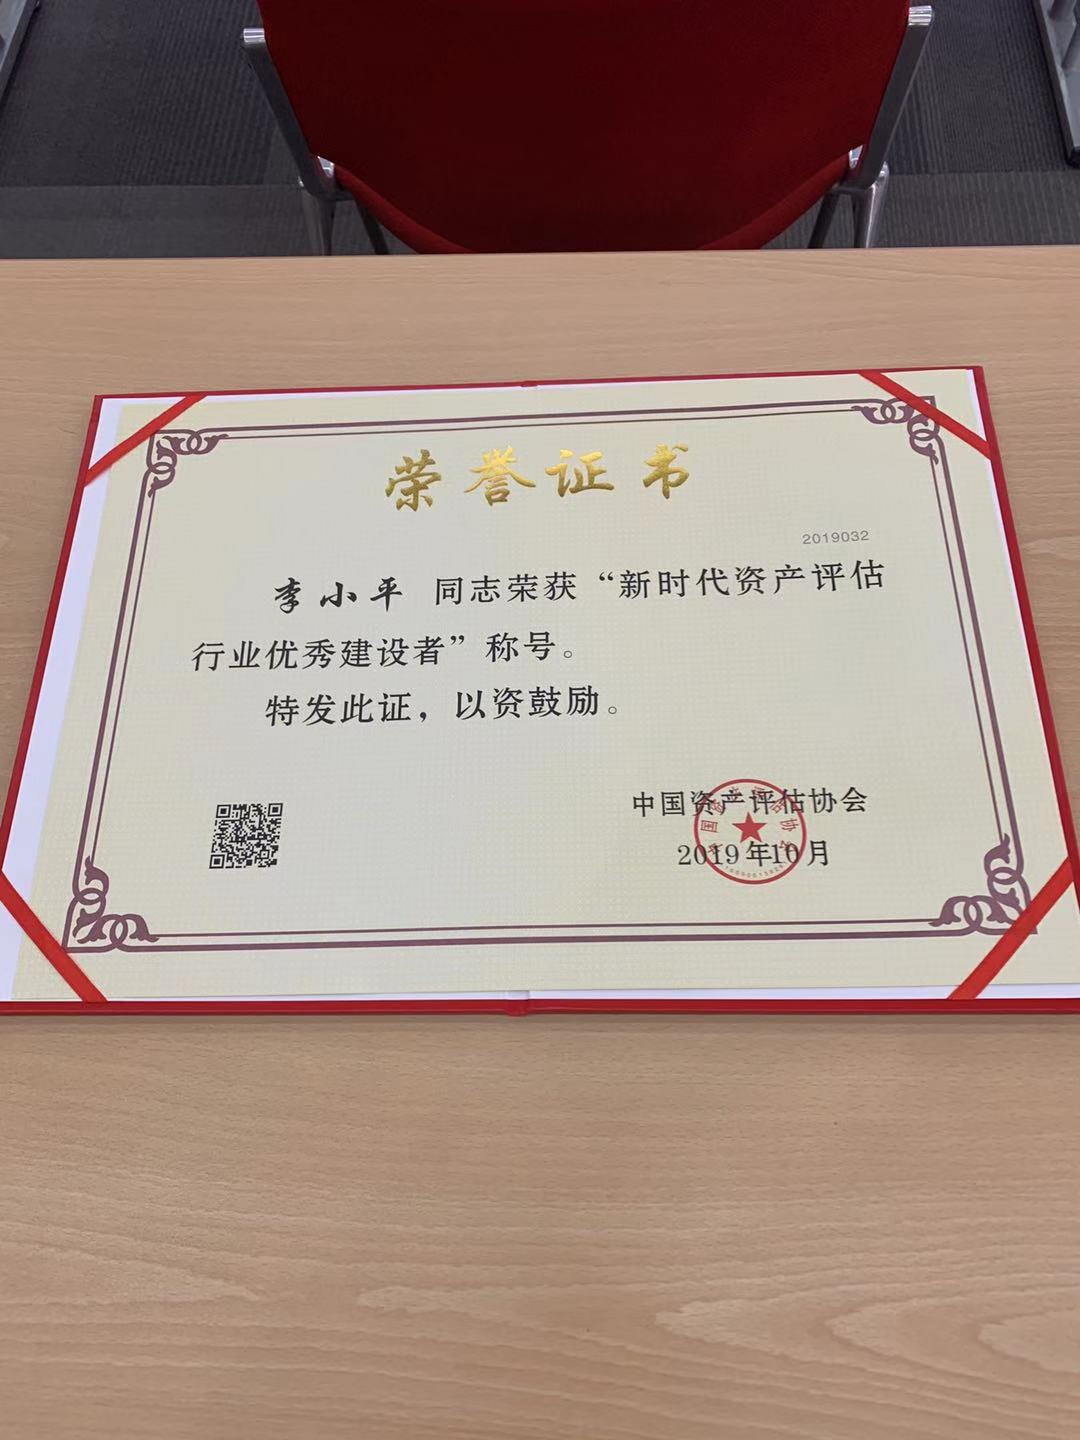 荣誉证书
2019032
李小平 同志荣获“新时代资产评估
行业优秀建设者”称号。
特发此证，以资鼓励。
中国资产评估协会
2019年10月